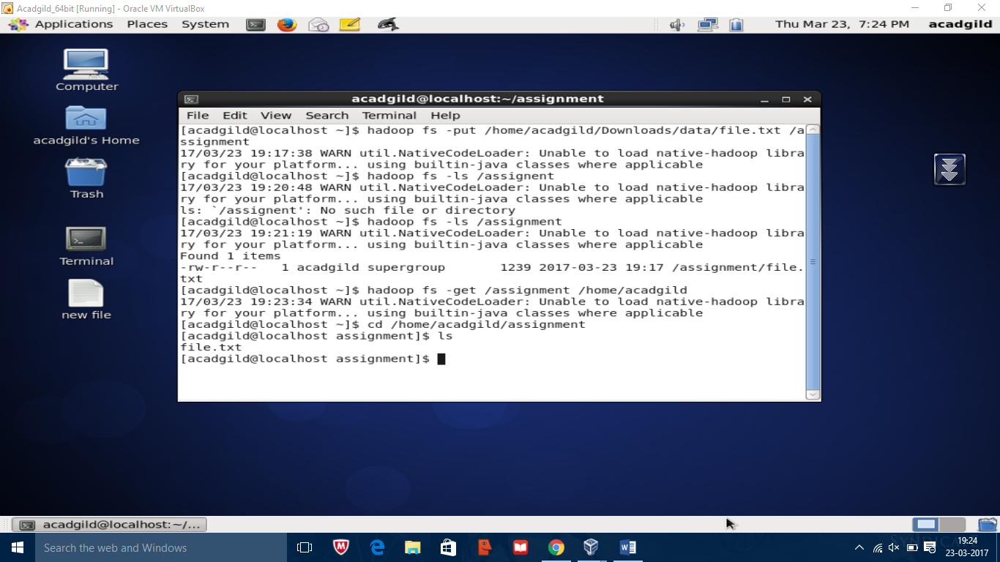 Acadgild_64bit [Running] - Oracle VM VirtualBox
Applications Places System Thu Mar 23, 7:24 PM acadgild
Computer
acadgild's Home
Trash
Terminal
new file
acadgild@localhost:~/assignment
File Edit View Search Terminal Help
[acadgild@localhost ~]$ hadoop fs -put /home/acadgild/Downloads/data/file.txt /a
ssignment
17/03/23 19:17:38 WARN util.NativeCodeLoader: Unable to load native-hadoop libra
ry for your platform... using builtin-java classes where applicable
[acadgild@localhost ~]$ hadoop fs -ls /assignent
17/03/23 19:20:48 WARN util.NativeCodeLoader: Unable to load native-hadoop libra
ry for your platform... using builtin-java classes where applicable
ls: `/assignent': No such file or directory
[acadgild@localhost ~]$ hadoop fs -ls /assignment
17/03/23 19:21:19 WARN util.NativeCodeLoader: Unable to load native-hadoop libra
ry for your platform... using builtin-java classes where applicable
Found 1 items
-rw-r--r--   1 acadgild supergroup       1239 2017-03-23 19:17 /assignment/file.
txt
[acadgild@localhost ~]$ hadoop fs -get /assignment /home/acadgild
17/03/23 19:23:34 WARN util.NativeCodeLoader: Unable to load native-hadoop libra
ry for your platform... using builtin-java classes where applicable
[acadgild@localhost ~]$ cd /home/acadgild/assignment
[acadgild@localhost assignment]$ ls
file.txt
[acadgild@localhost assignment]$
acadgild@localhost:~/...
Search the web and Windows
19:24
23-03-2017